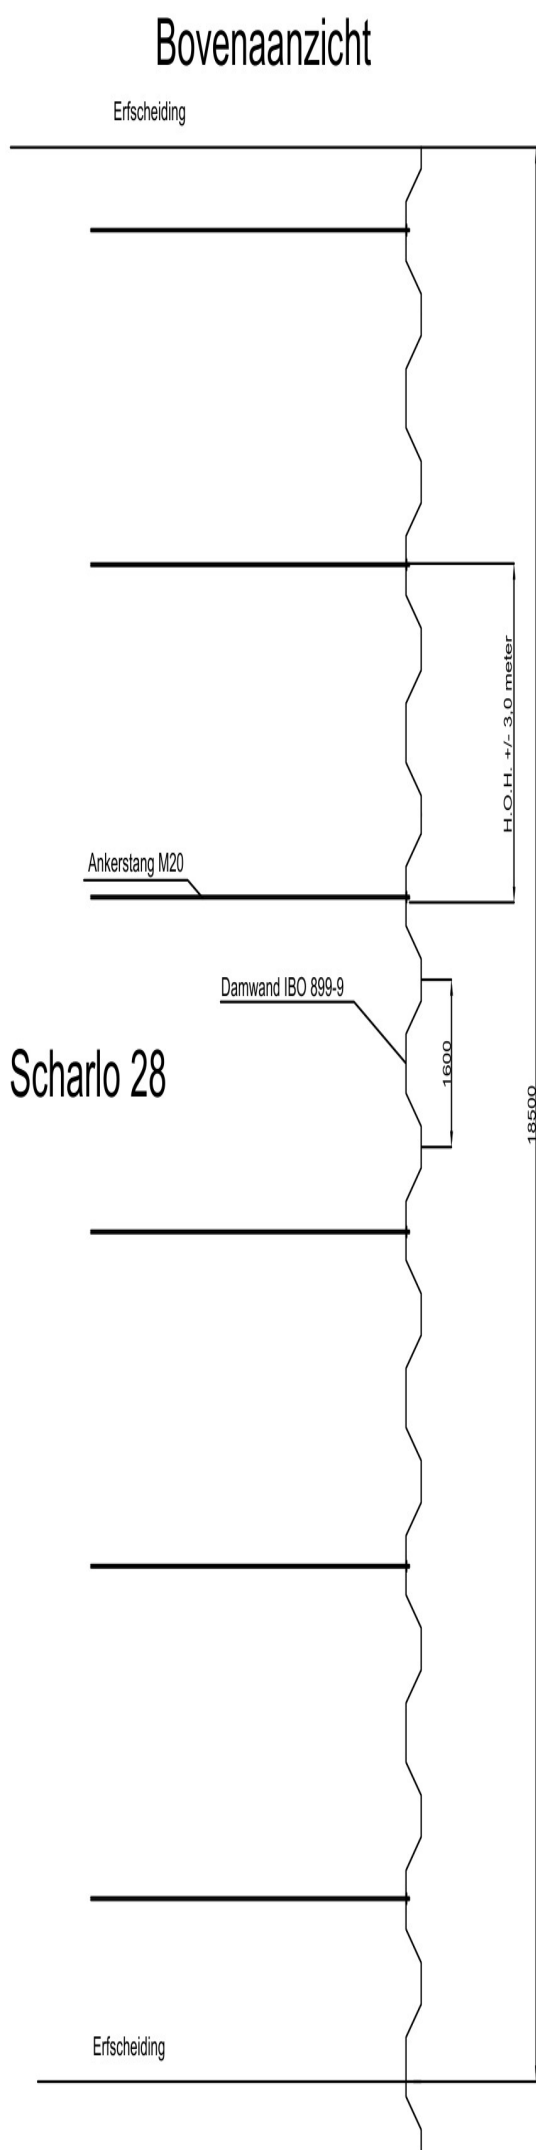 Bovenaanzicht
Erfscheiding
H.O.H. +/- 3,0 meter
Ankerstang M20
Damwand IBO 899-9
1600
Scharlo 28
18500
Erfscheiding